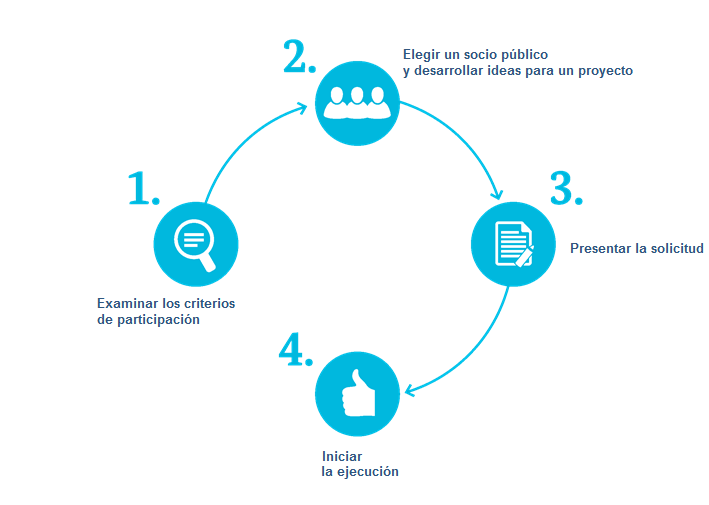 1.
Examinar los criterios
de participación
2.
Elegir un socio público
y desarrollar ideas para un proyecto
3.
Presentar la solicitud
4.
Iniciar
la ejecución